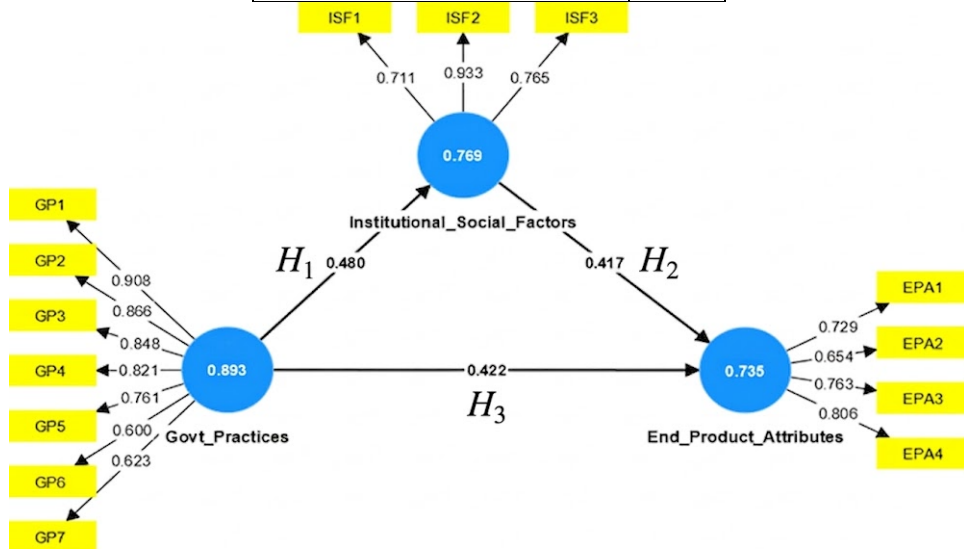 ISF1
ISF2
ISF3
0.711
0.933
0.765
0.769
Institutional_Social_Factors
GP1
GP2
GP3
GP4
GP5
GP6
GP7
0.908
0.866
0.848
0.821
0.761
0.600
0.623
0.893
Govt_Practices
H1
0.480
0.417
H2
0.422
H3
0.735
End_Product_Attributes
0.729
0.654
0.763
0.806
EPA1
EPA2
EPA3
EPA4